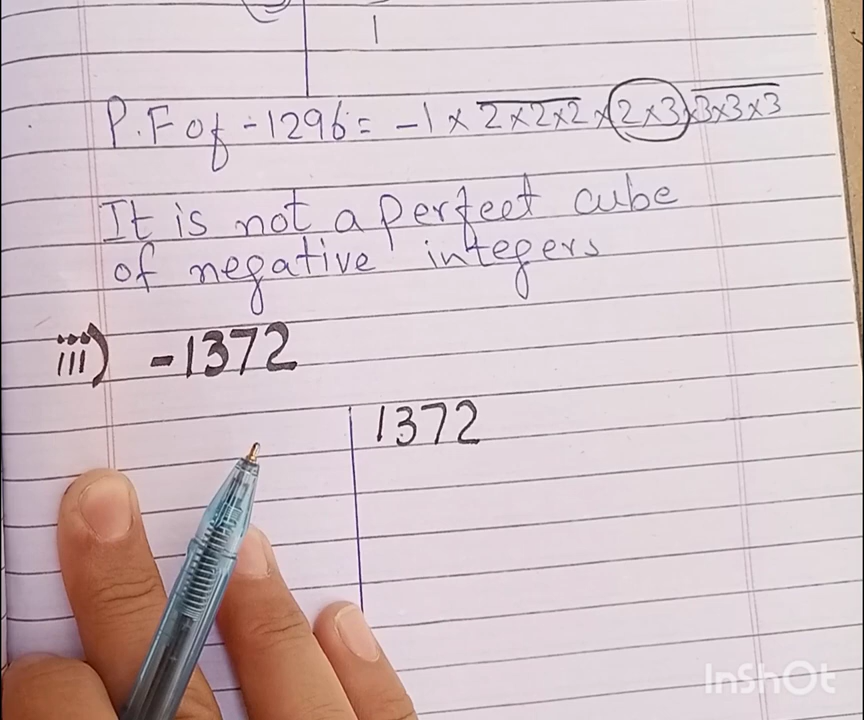 1
P.F of -1296 = -1 × 2×2×2 × 2×3 × 3×3×3
It is not a perfect cube
of negative integers
iii) -1372
1372
InShOt